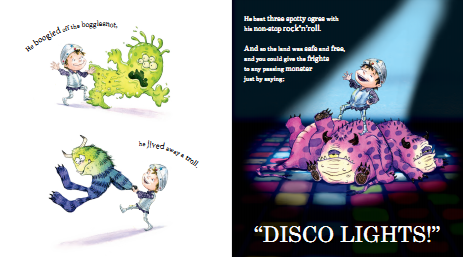 He boogied off the bogglesnot,
he jived away a troll.
He beat three spotty ogres with
his non-stop rock'n'roll.
And so the land was safe and free,
and you could give the frights
to any passing monster
just by saying:
“DISCO LIGHTS!”